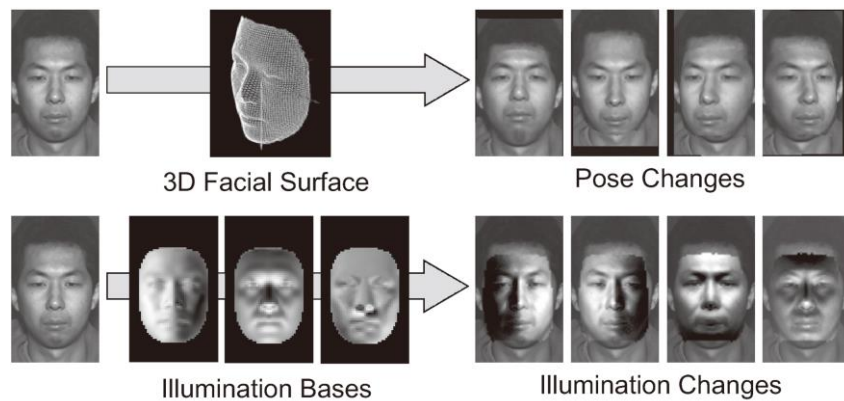 3D Facial Surface
Pose Changes
Illumination Bases
Illumination Changes